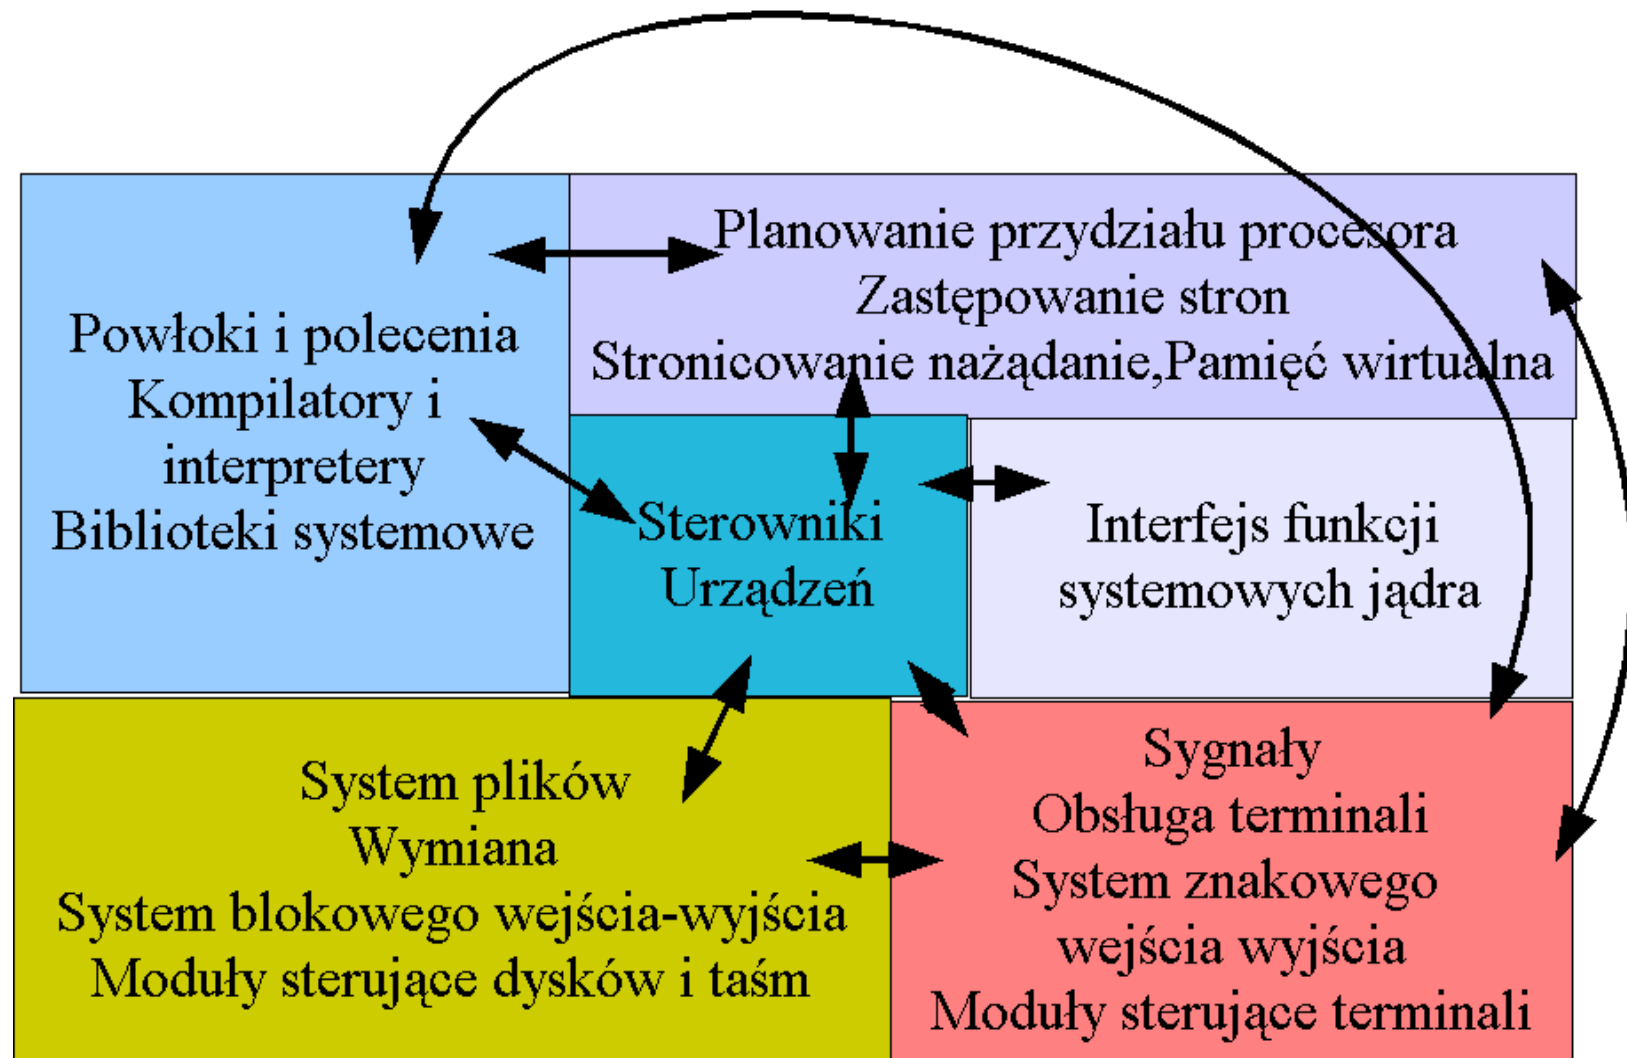 Planowanie przydziału procesora
Zastępowanie stron
Stronicowanie nażądanie,Pamięć wirtualna
Powłoki i polecenia
Kompilatory i
interpretery
Biblioteki systemowe
Sterowniki
Urządzeń
Interfejs funkcji
systemowych jądra
System plików
Wymiana
System blokowego wejścia-wyjścia
Moduły sterujące dysków i taśm
Sygnały
Obsługa terminali
System znakowego
wejścia wyjścia
Moduły sterujące terminali